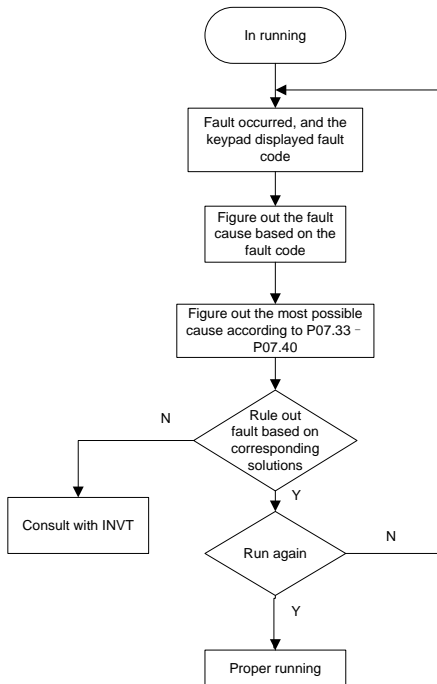 In running
Fault occurred, and the
keypad displayed fault
code
Figure out the fault
cause based on the
fault code
Figure out the most possible
cause according to P07.33–
P07.40
N
Rule out
fault based on
corresponding
solutions
Y
Consult with INVT
Run again
N
Y
Proper running